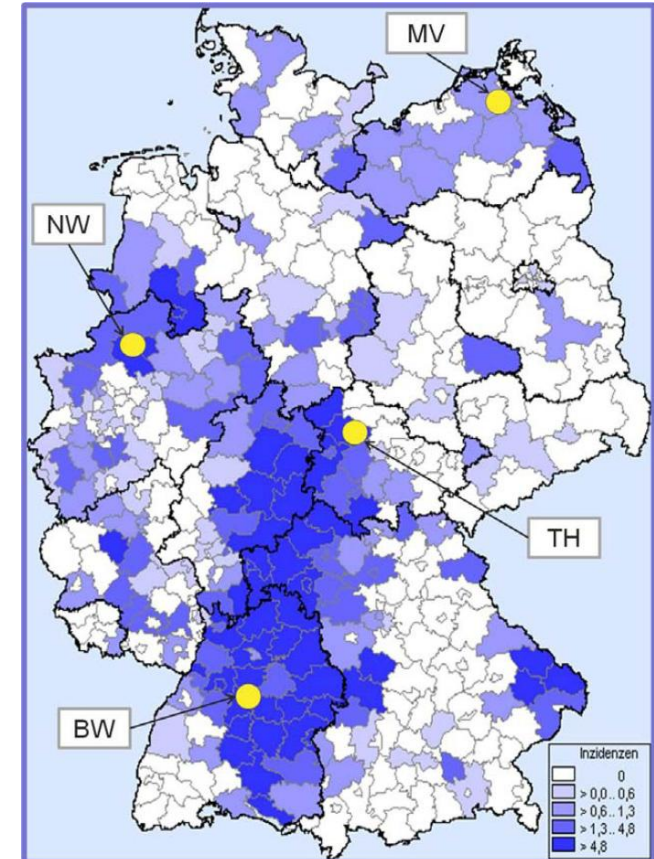 MV
NW
TH
BW
Inzidenzen
0
> 0,0.. 0,6
> 0,6.. 1,3
> 1,3.. 4,8
> 4,8